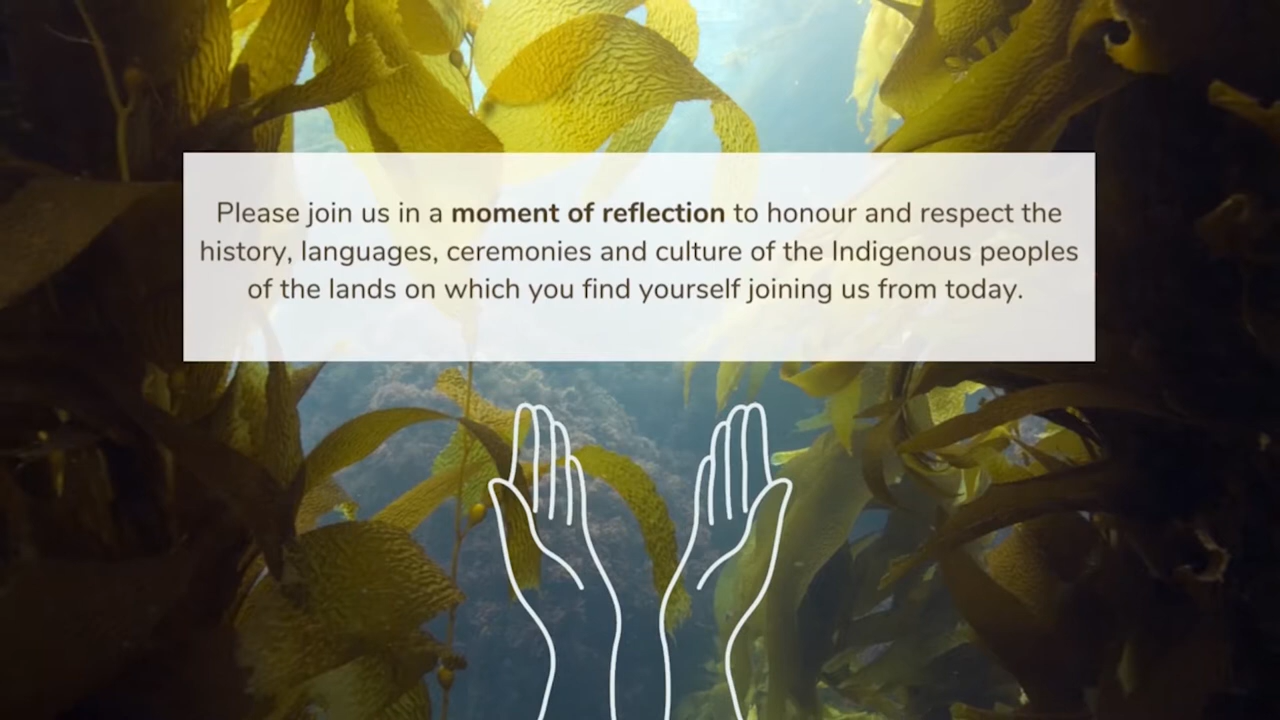 Please join us in a moment of reflection to honour and respect the
history, languages, ceremonies and culture of the Indigenous peoples
of the lands on which you find yourself joining us from today.